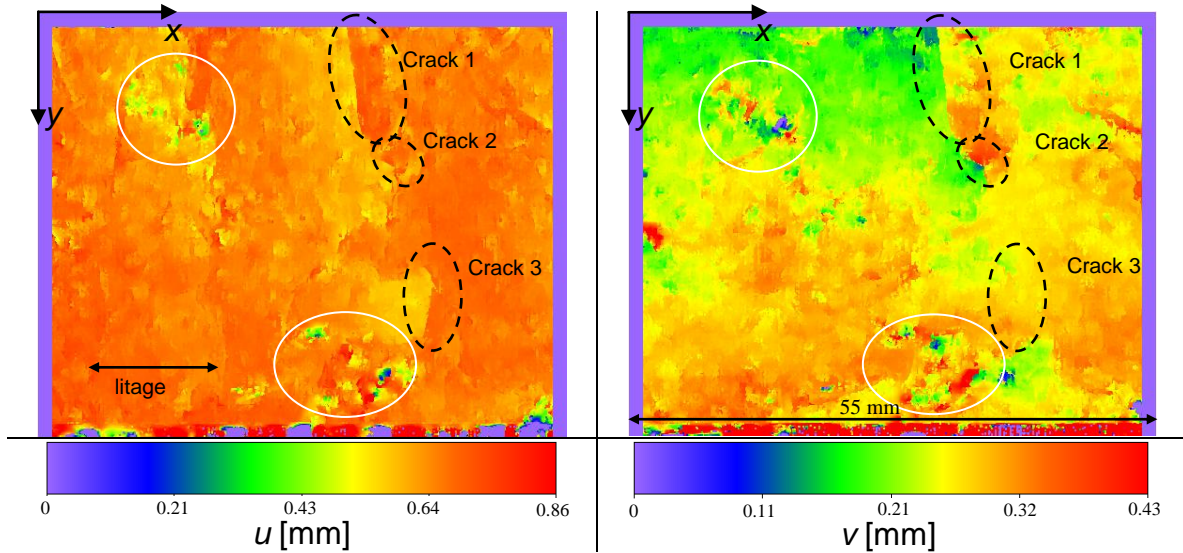 x
y
Crack 1
Crack 2
Crack 3
litage
0
0.21
0.43
0.64
0.86
u [mm]
x
y
Crack 1
Crack 2
Crack 3
55 mm
0
0.11
0.21
0.32
0.43
v [mm]